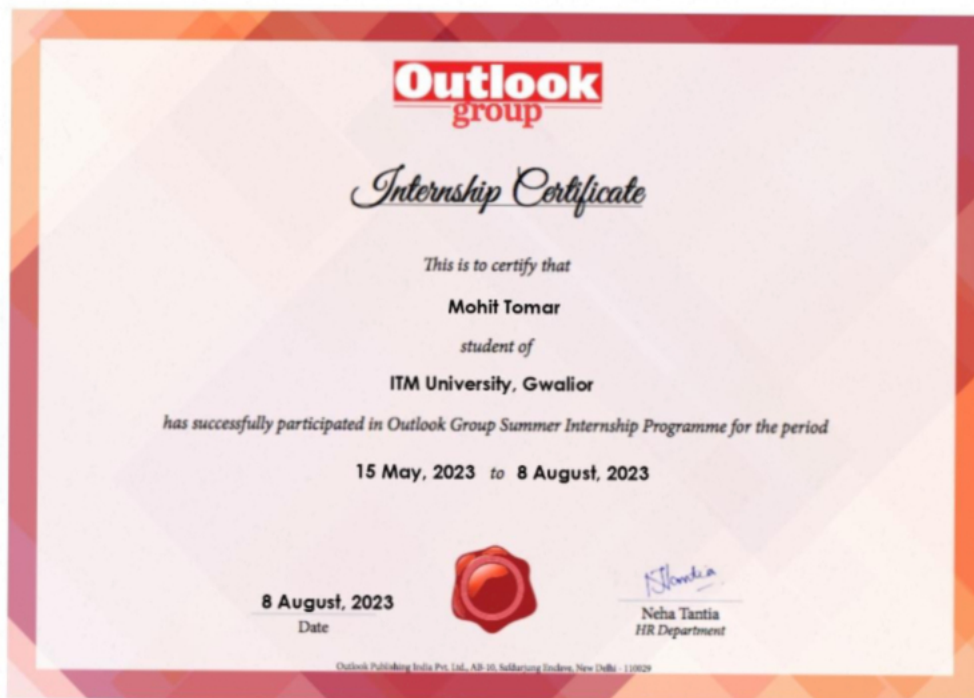 Outlook
group
Internship Certificate
This is to certify that
Mohit Tomar
student of
ITM University, Gwalior
has successfully participated in Outlook Group Summer Internship Programme for the period
15 May, 2023 to 8 August, 2023
8 August, 2023
Date
Neha Tantia
HR Department
Outlook Publishing India Pvt. Ltd., AB-10, Safdarjung Enclave, New Delhi - 110029